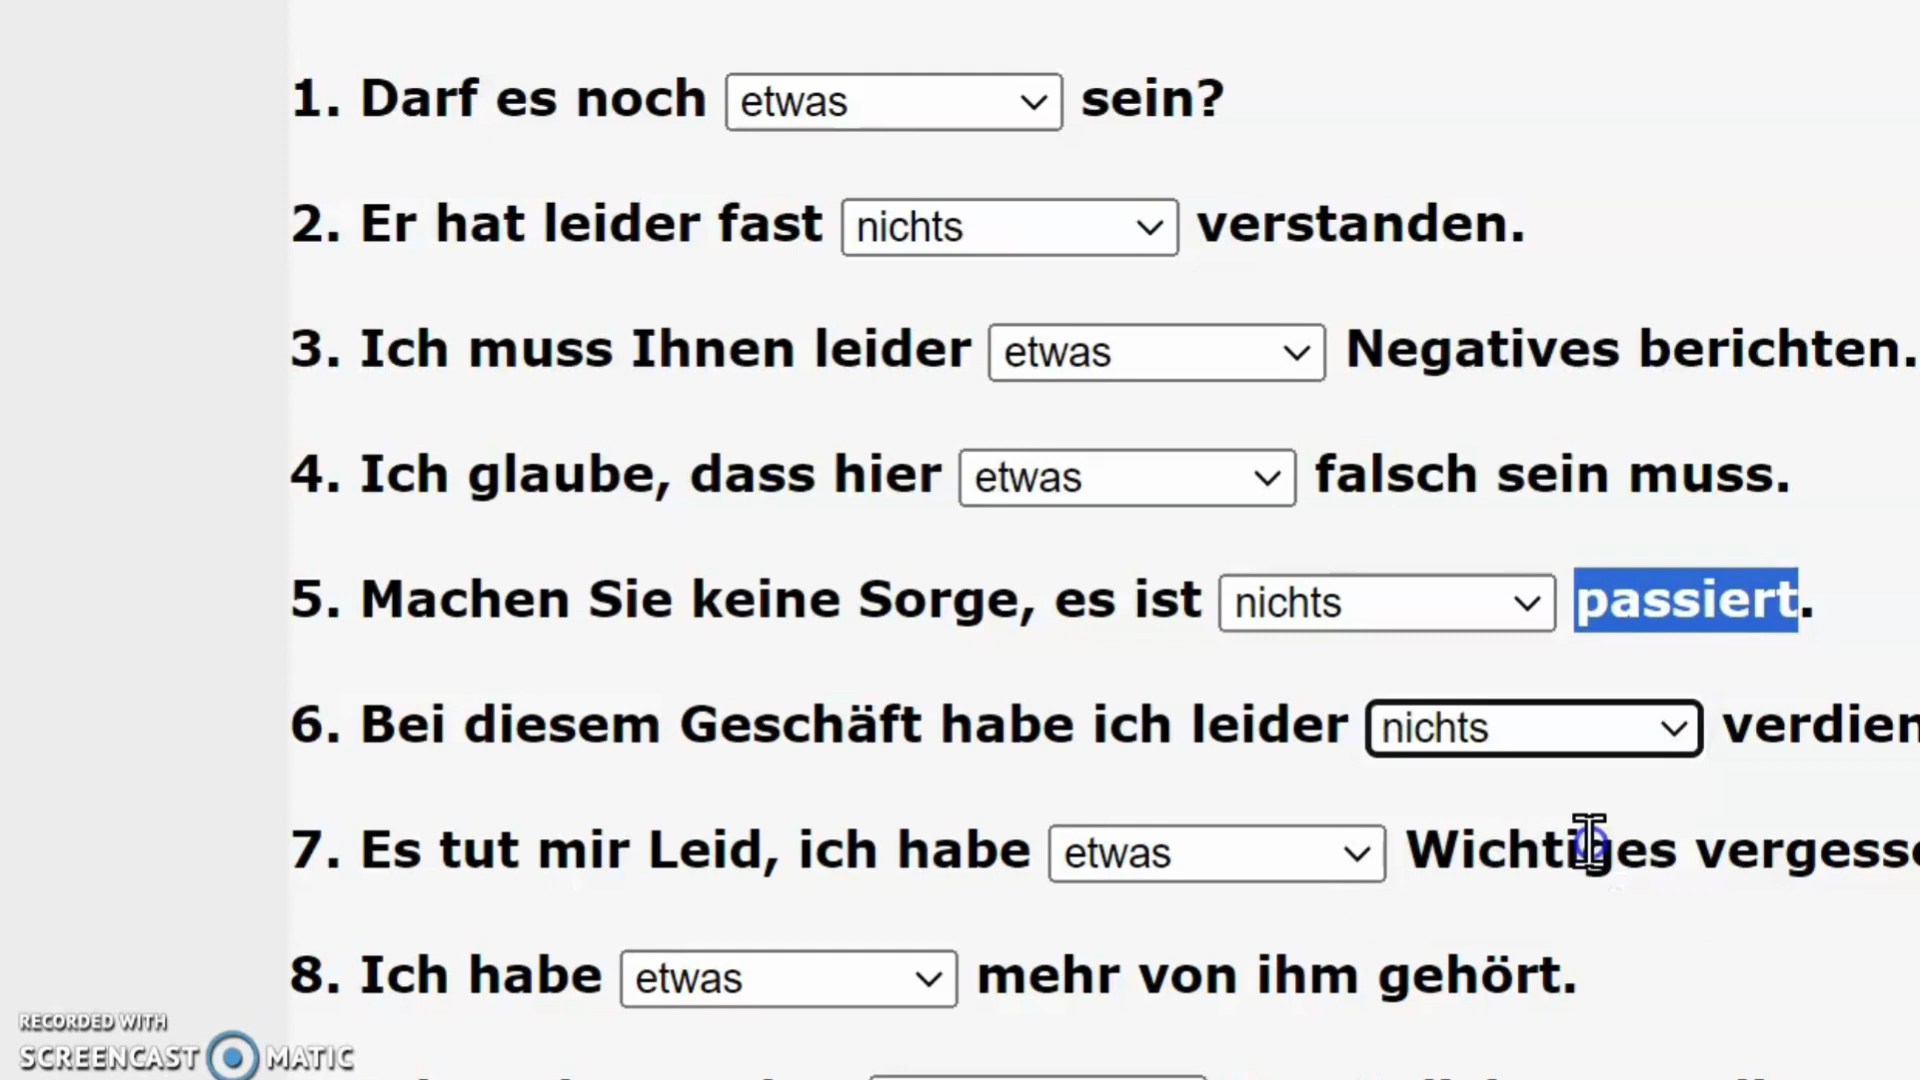 1. Darf es noch etwas sein?
2. Er hat leider fast nichts verstanden.
3. Ich muss Ihnen leider etwas Negatives berichten.
4. Ich glaube, dass hier etwas falsch sein muss.
5. Machen Sie keine Sorge, es ist nichts passiert.
6. Bei diesem Geschäft habe ich leider nichts verdien
7. Es tut mir Leid, ich habe etwas Wichtiges vergess
8. Ich habe etwas mehr von ihm gehört.
RECORDED WITH
SCREENCAST MATIC